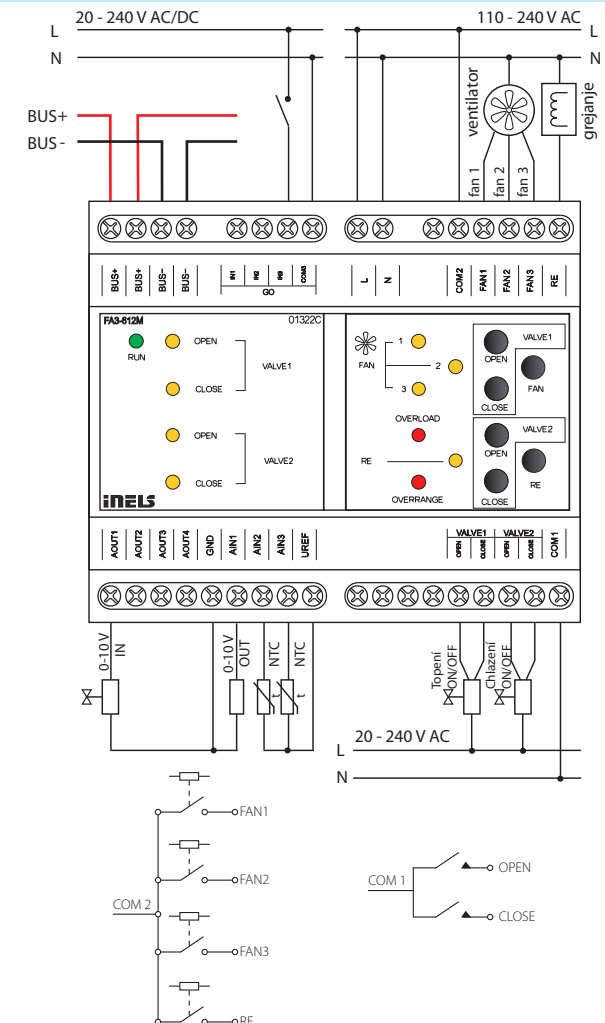 20 - 240 V AC/DC
110 - 240 V AC
L
L
N
N
BUS+
BUS-
ventilator
grejanje
fan 1
fan 2
fan 3
BUS+
BUS+
BUS-
BUS-
IN1
IN2
IN3
COM3
GO
L
N
COM2
FAN1
FAN2
FAN3
RE
FA3-612M
01322C
RUN
OPEN
VALVE1
CLOSE
OPEN
VALVE2
CLOSE
iNELS
FAN
1
2
3
OVERLOAD
RE
OVERRANGE
VALVE1
OPEN
FAN
CLOSE
VALVE2
OPEN
RE
CLOSE
AOUT1
AOUT2
AOUT3
AOUT4
GND
AIN1
AIN2
AIN3
UREF
VALVE1
VALVE2
OPEN
CLOSE
OPEN
CLOSE
COM1
0-10 V
IN
0-10 V
OUT
NTC
NTC
t
t
Topení
ON/OFF
Chlazení
ON/OFF
20 - 240 V AC
L
N
FAN1
FAN2
COM 2
FAN3
RE
COM 1
OPEN
CLOSE